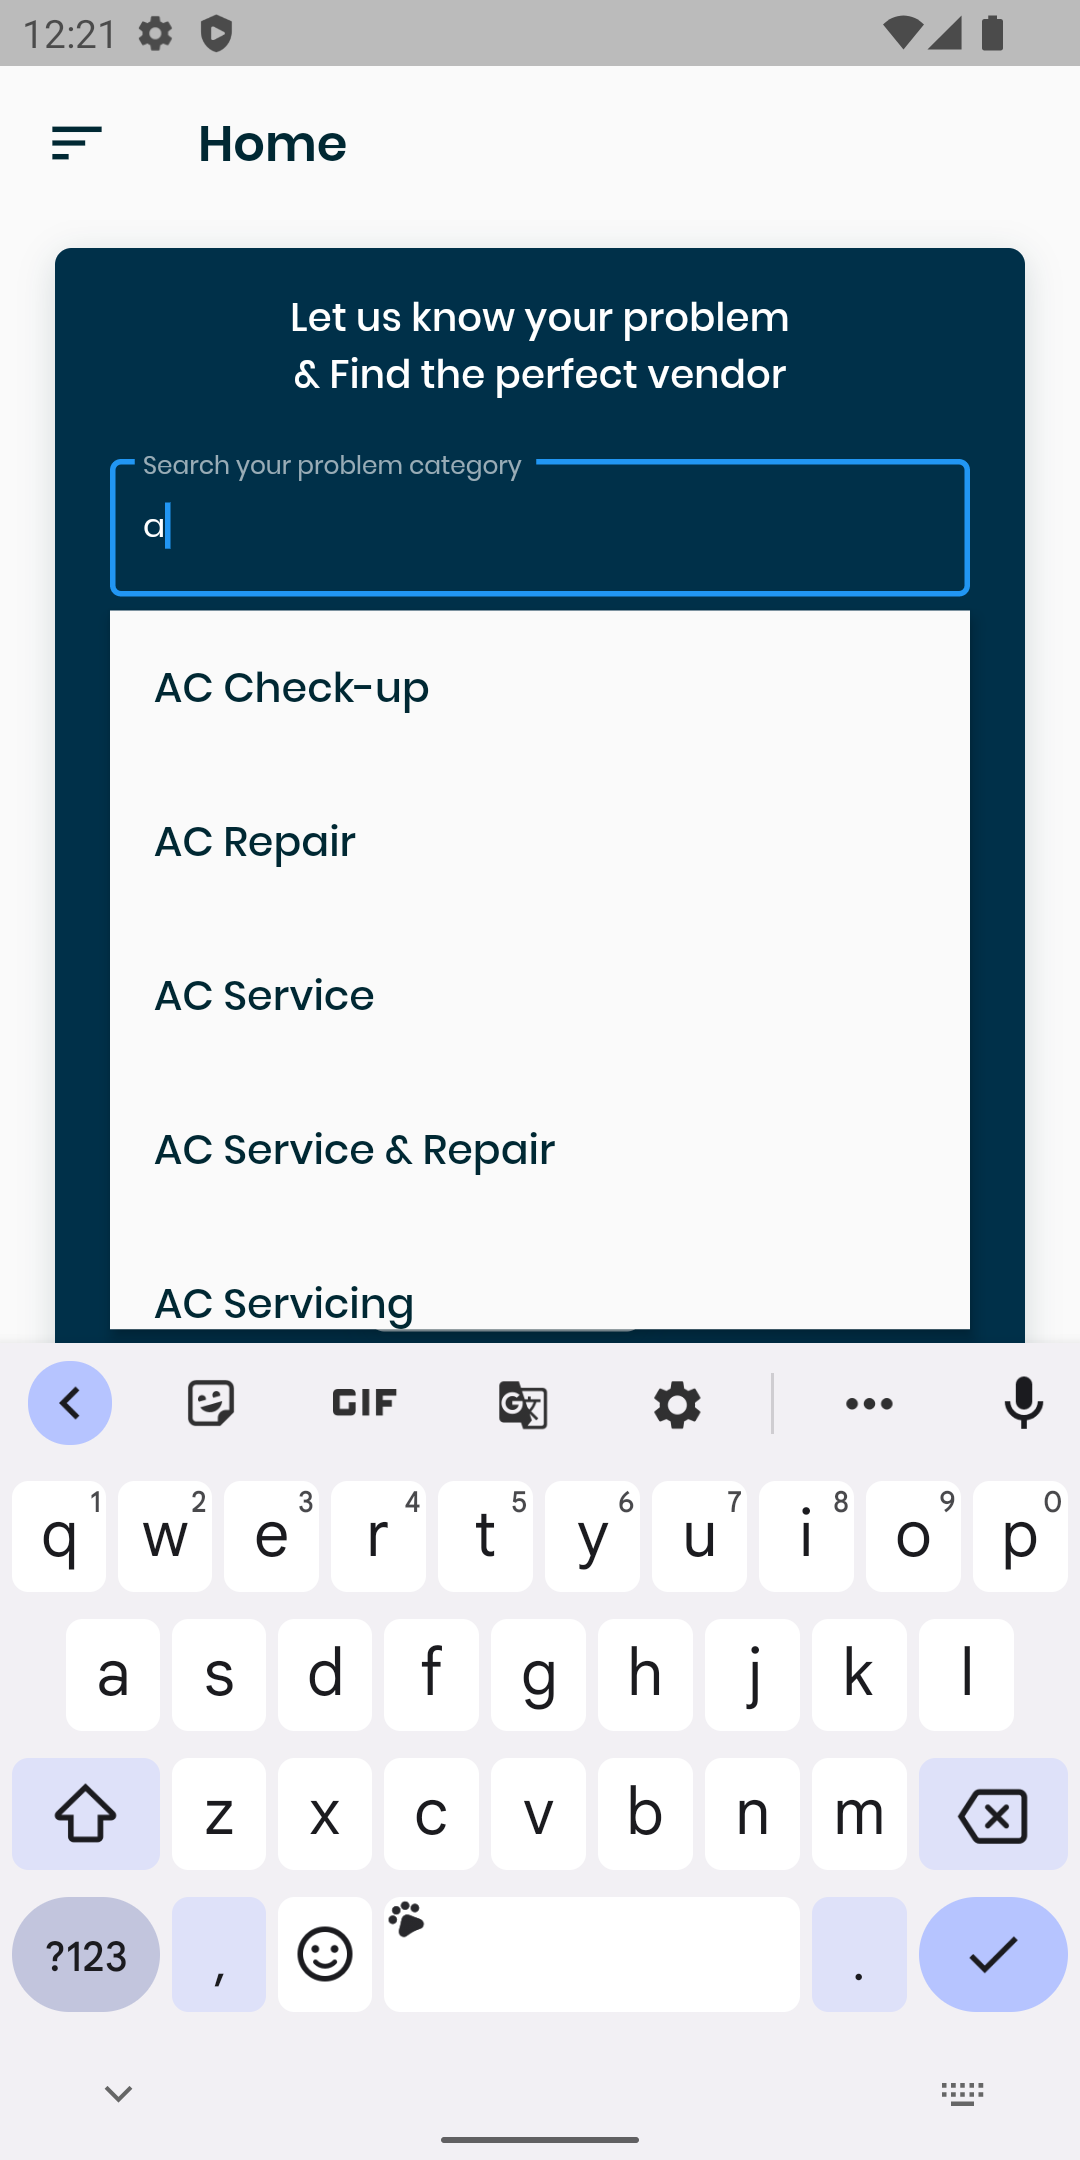 12:21
Home
Let us know your problem
& Find the perfect vendor
Search your problem category
a
AC Check-up
AC Repair
AC Service
AC Service & Repair
AC Servicing
GIF
G 文
q 1 w 2 e 3 r 4 t 5 y 6 u 7 i 8 o 9 p 0
a s d f g h j k l
z x c v b n m
?123 , .